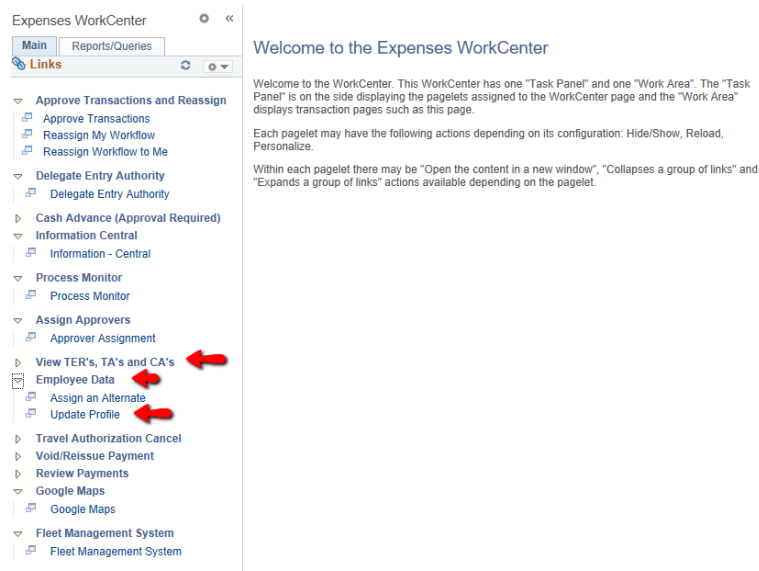 Expenses WorkCenter
Main
Reports/Queries
Links
Approve Transactions and Reassign
Approve Transactions
Reassign My Workflow
Reassign Workflow to Me
Delegate Entry Authority
Delegate Entry Authority
Cash Advance (Approval Required)
Information Central
Information - Central
Process Monitor
Process Monitor
Assign Approvers
Approver Assignment
View TER's, TA's and CA's
Employee Data
Assign an Alternate
Update Profile
Travel Authorization Cancel
Void/Reissue Payment
Review Payments
Google Maps
Google Maps
Fleet Management System
Fleet Management System
Welcome to the Expenses WorkCenter
Welcome to the WorkCenter. This WorkCenter has one "Task Panel" and one "Work Area". The "Task
Panel" is on the side displaying the pagelets assigned to the WorkCenter page and the "Work Area"
displays transaction pages such as this page.
Each pagelet may have the following actions depending on its configuration: Hide/Show, Reload,
Personalize.
Within each pagelet there may be "Open the content in a new window", "Collapses a group of links" and
"Expands a group of links" actions available depending on the pagelet.